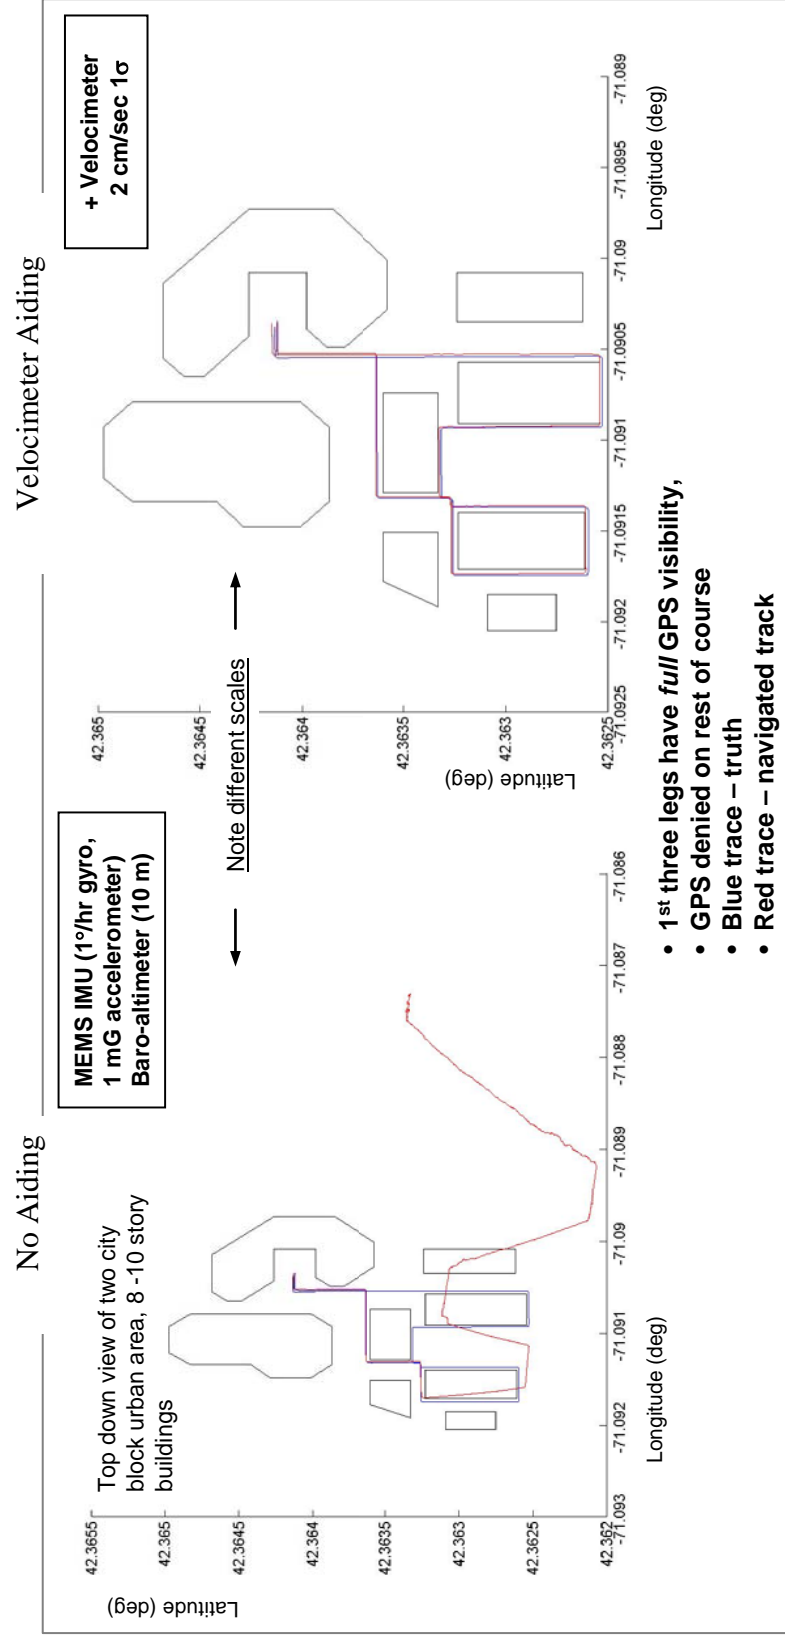 No Aiding
Velocimeter Aiding
Top down view of two city
block urban area, 8 -10 story
buildings
MEMS IMU (1°/hr gyro,
1 mG accelerometer)
Baro-altimeter (10 m)
+ Velocimeter
2 cm/sec 1σ
Note different scales
Latitude (deg)
42.3655
42.365
42.3645
42.364
42.3635
42.363
42.3625
42.362
-71.093
-71.092
-71.091
-71.09
-71.089
-71.088
-71.087
-71.086
Longitude (deg)
Latitude (deg)
42.365
42.3645
42.364
42.3635
42.363
42.3625
-71.0925
-71.092
-71.0915
-71.091
-71.0905
-71.09
-71.0895
-71.089
Longitude (deg)
• 1st three legs have full GPS visibility,
• GPS denied on rest of course
• Blue trace – truth
• Red trace – navigated track